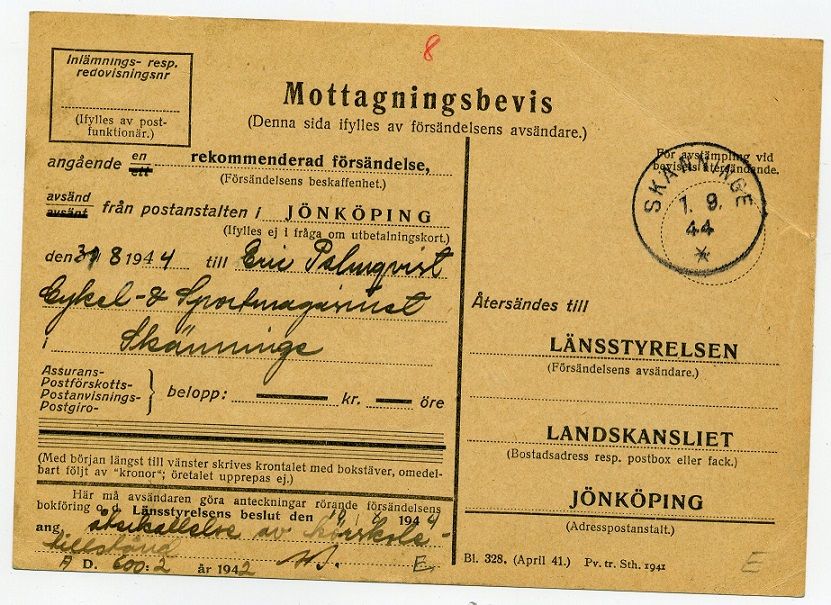 8
Inlämnings- resp.
redovisningsnr
(Ifylles av post-
funktionär.)
Mottagningsbevis
(Denna sida ifylles av försändelsens avsändare.)
angående en ett rekommenderad försändelse,
(Försändelsens beskaffenhet.)
avsänd avsänt från postanstalten i JÖNKÖPING
(Ifylles ej i fråga om utbetalningskort.)
den 31 8 1944 till Eric Palmqvist
Cykel- & Sportmagasinet
i Skänninge
Assurans-
Postförskotts-
Postanvisnings-
Postgiro-
belopp: kr. öre
(Med början längst till vänster skrives krontalet med bokstäver, omedel-
bart följt av "kronor"; öretalet upprepas ej.)
Här må avsändaren göra anteckningar rörande försändelsens
bokföring o. d. Länsstyrelsens beslut den 1944
ang. återkallelse av körskole-
tillstånd
A D. 600:2 år 1942
För avstämpling vid
bevisets återsändande.
SKÄNNINGE
1. 9.
44
Återsändes till
LÄNSSTYRELSEN
(Försändelsens avsändare.)
LANDSKANSLIET
(Bostadsadress resp. postbox eller fack.)
JÖNKÖPING
(Adresspostanstalt.)
Bl. 328. (April 41.) Pv. tr. Sth. 1941
E
E